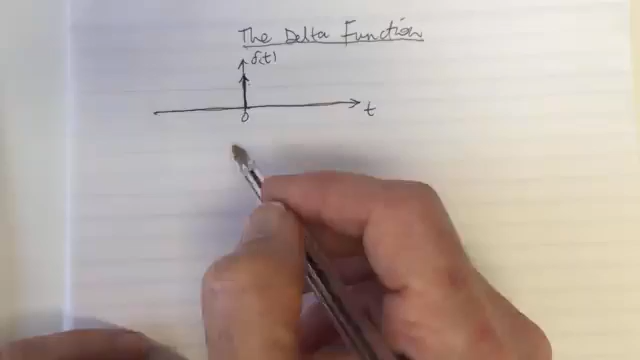 The Delta Function
δ(t)
0
t